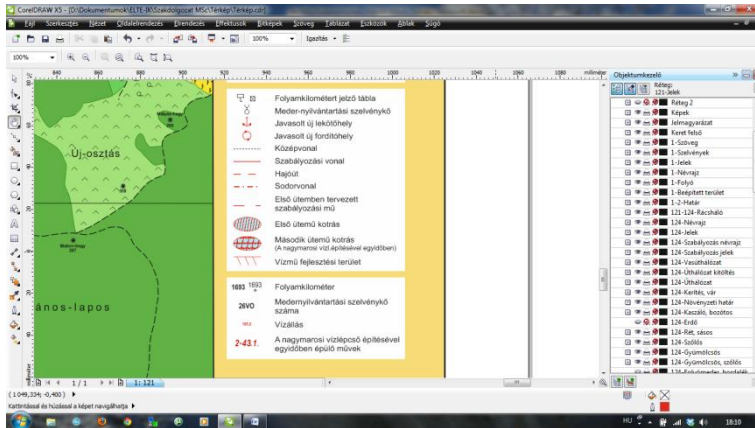 CorelDRAW X5 - [D:\Dokumentumok\ELTE-IK\Szakdolgozat MSc\Térkép\Térkép.cdr]
Fájl Szerkesztés Nézet Oldalelrendezés Elrendezés Effektusok Bitképek Szöveg Táblázat Eszközök Ablak Súgó
100% Igazítás
100%
840 860 880 900 920 940 960 980 1000 1020 1040 1060 1080 milliméter
Új-osztás
ános-lapos
Folyamkilométert jelző tábla
Meder-nyilvántartási szelvénykő
Javasolt új lekötőhely
Javasolt új fordítóhely
Középvonal
Szabályozási vonal
Hajóút
Sodorvonal
Első ütemben tervezett
szabályozási mű
Első ütemű kotrás
Második ütemű kotrás
(A nagymarosi vízl.építésével egyidőben)
Vízmű fejlesztési terület
1693 1693 Folyamkilométer
26VO Medernyilvántartási szelvénykő
száma
Vízállás
2-43.1. A nagymarosi vízlépcső építésével
egyidőben épülő művek
Objektumkezelő
Réteg:
121-Jelek
Réteg 2
Képek
Jelmagyarázat
Keret felső
1-Szöveg
1-Szelvények
1-Jelek
1-Névrajz
1-Folyó
1-Beépített terület
1-2-Határ
121-124-Rácsháló
124-Névrajz
124-Jelek
124-Szabályozás névrajz
124-Szabályozás jelek
124-Vasúthálózat
124-Úthálózat kitöltés
124-Úthálózat
124-Kerítés, vár
124-Növényzeti határ
124-Kaszáló, bozótos
124-Erdő
124-Rét, sásos
124-Szőlős
124-Gyümölcsös
124-Gyümölcsös, szőlős
1 / 1 1: 121
(1 049,334; -0,400)
Kattintással és húzással a képet navigálhatja
HU 18:10